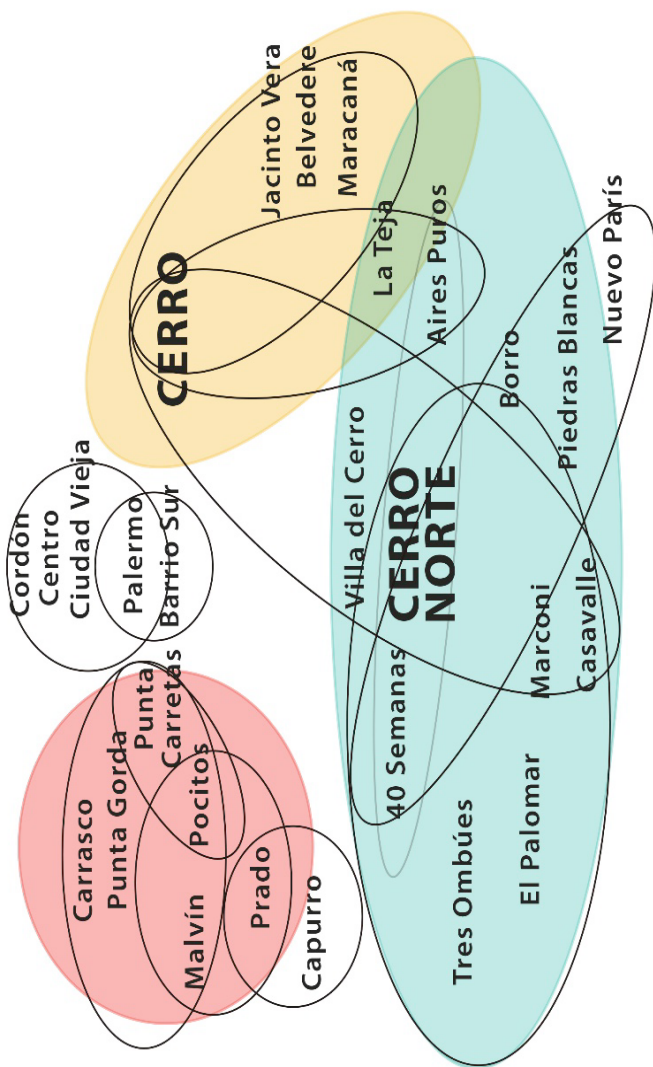 Carrasco
Punta Gorda
Punta
Carretas
Malvín
Pocitos
Prado
Capurro
Cordón
Centro
Ciudad Vieja
Palermo
Barrio Sur
CERRO
Jacinto Vera
Belvedere
Maracaná
La Teja
Aires Puros
Villa del Cerro
CERRO
NORTE
40 Semanas
Tres Ombúes
El Palomar
Marconi
Casavalle
Borro
Piedras Blancas
Nuevo París